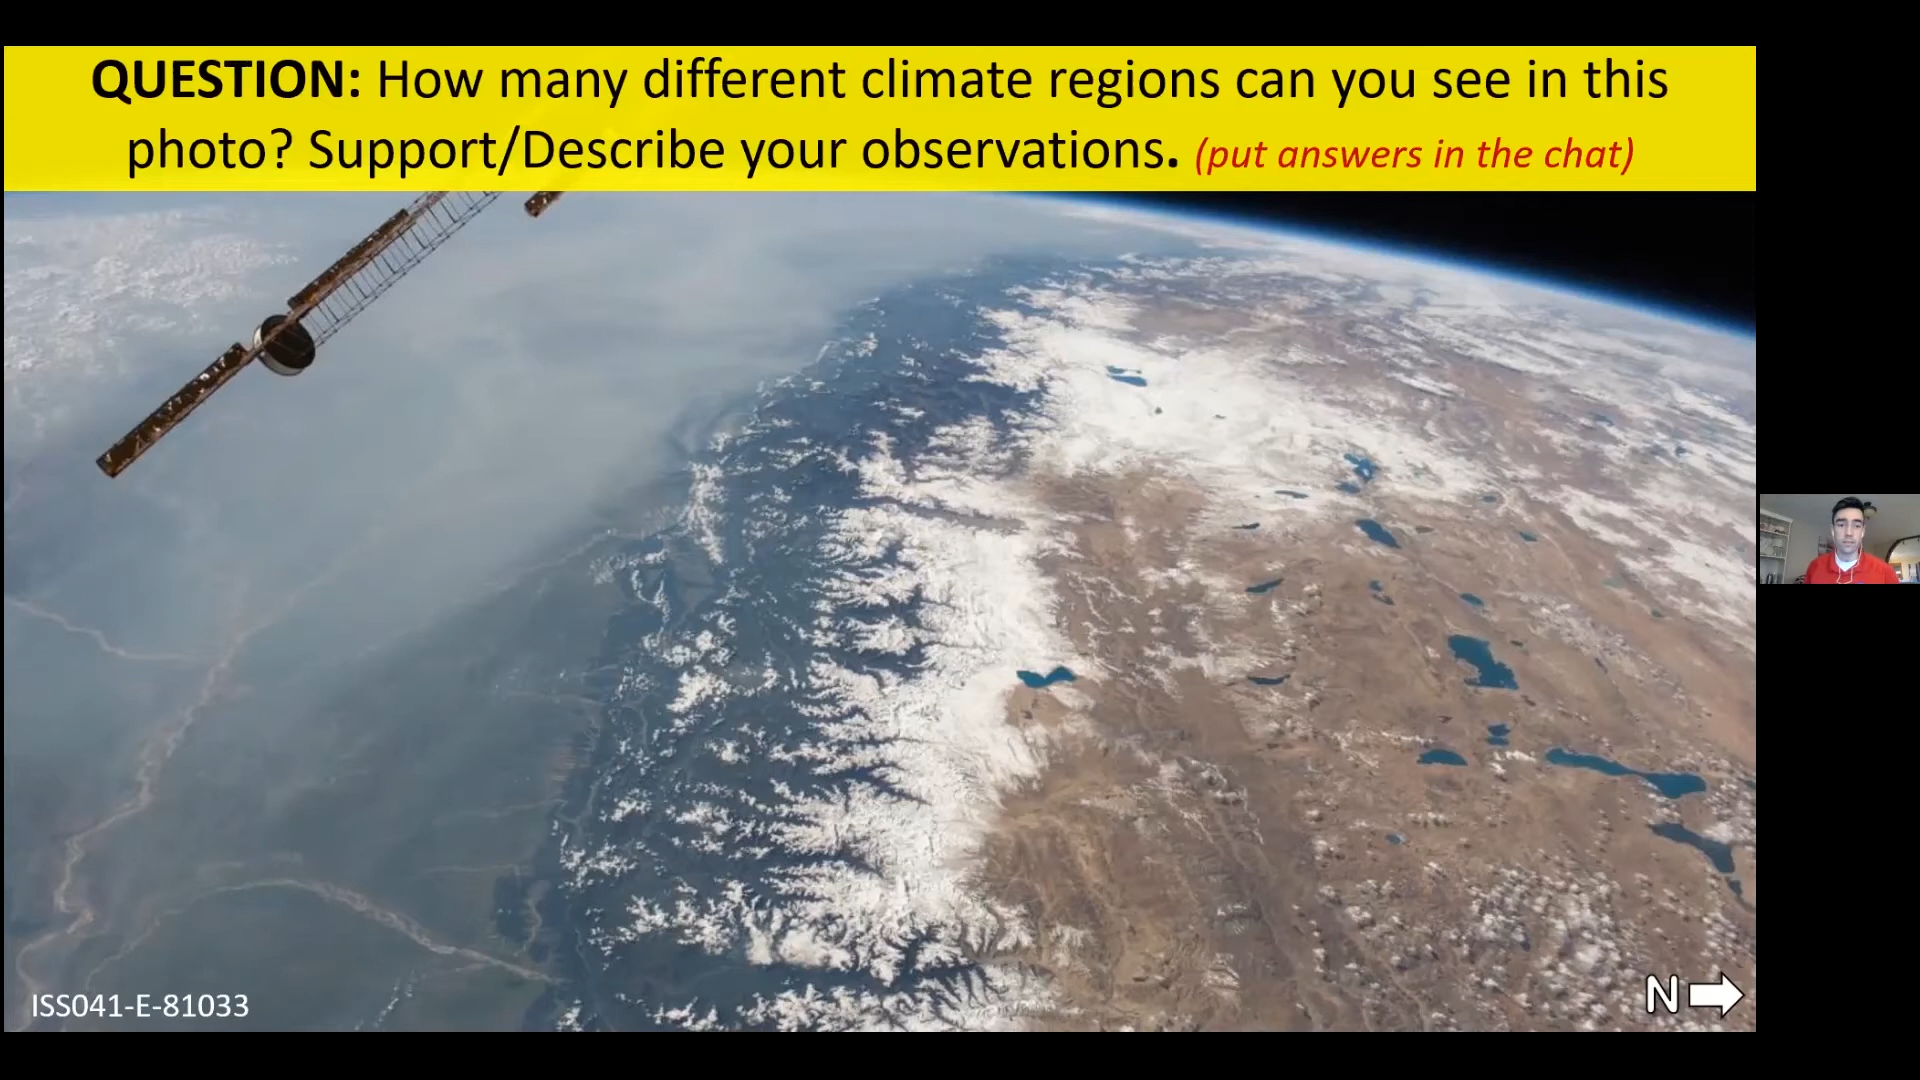 QUESTION: How many different climate regions can you see in this
photo? Support/Describe your observations. (put answers in the chat)
ISS041-E-81033
N